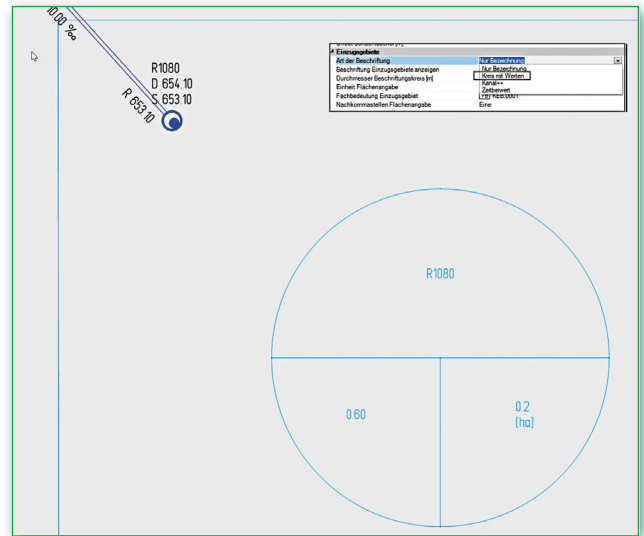 10.00 ‰
R1080
D 654.10
S 653.10
R 653.10
Einzugsgebiete
Art der Beschriftung Nur Bezeichnung
Beschriftung Einzugsgebiete anzeigen Nur Bezeichnung
Durchmesser Beschriftungskreis [m] Kreis mit Werten
Einheit Flächenangabe Kanal++
Zeitbeiwert
Fachbedeutung Einzugsgebiet
Nachkommastellen Flächenangabe Eine
R1080
0.60
0.2
[ha]